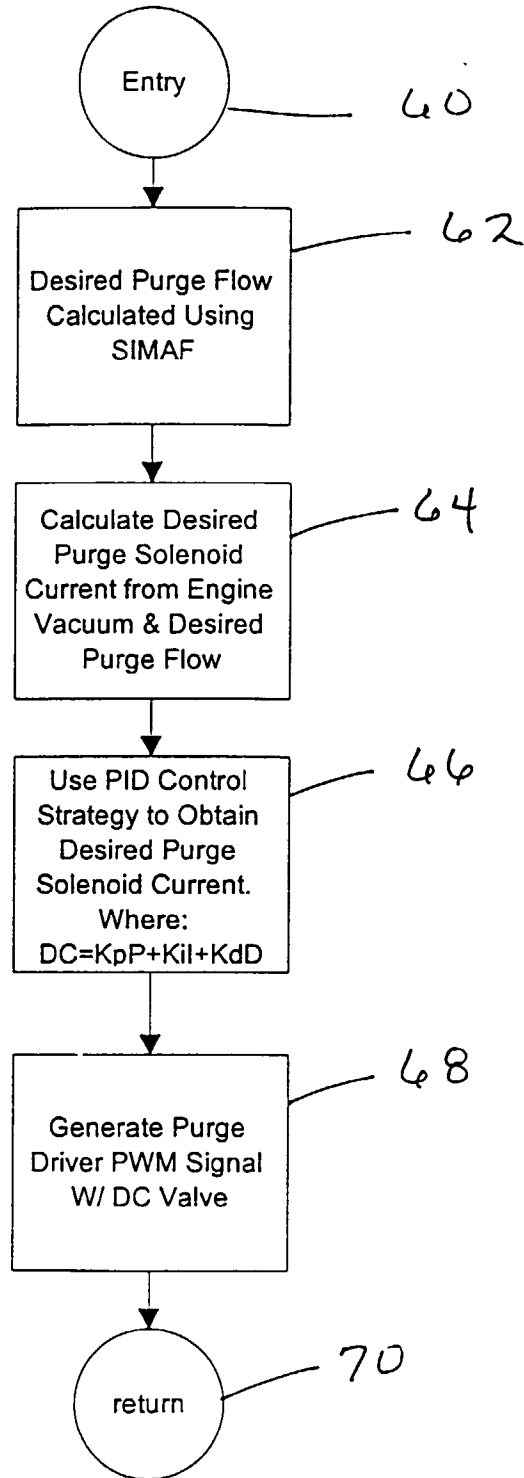 Entry
60
Desired Purge Flow
Calculated Using
SIMAF
62
Calculate Desired
Purge Solenoid
Current from Engine
Vacuum & Desired
Purge Flow
64
Use PID Control
Strategy to Obtain
Desired Purge
Solenoid Current.
Where:
DC=KpP+KiI+KdD
66
Generate Purge
Driver PWM Signal
W/ DC Valve
68
return
70